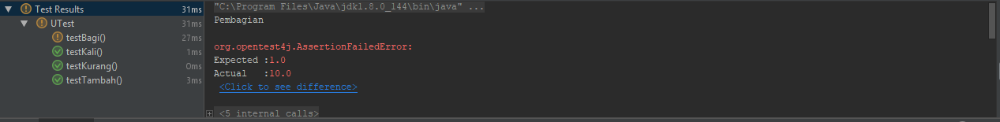 Test Results 31ms
UTest 31ms
testBagi() 27ms
testKali() 1ms
testKurang() 0ms
testTambah() 3ms
"C:\Program Files\Java\jdk1.8.0_144\bin\java" ...
Pembagian
org.opentest4j.AssertionFailedError:
Expected :1.0
Actual   :10.0
<Click to see difference>
<5 internal calls>